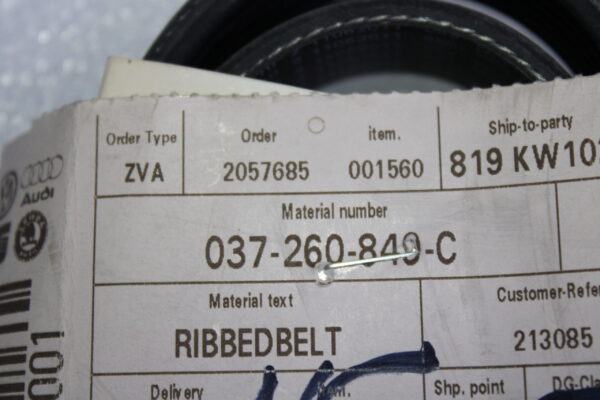 Order Type Order item. Ship-to-party
ZVA 2057685 001560 819 KW10
Audi
Material number
037-260-849-C
Material text Customer-Refe
RIBBEDBELT 213085
001
Delivery Shp. point DG-Cla